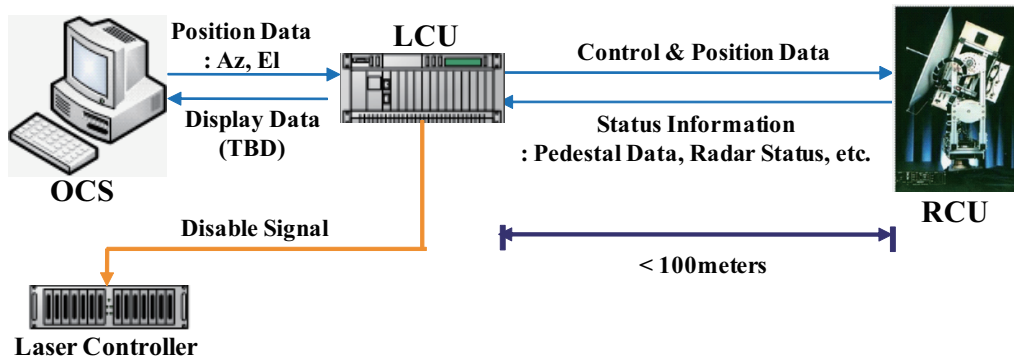 LCU
Position Data
: Az, El
Display Data
(TBD)
OCS
Control & Position Data
Status Information
: Pedestal Data, Radar Status, etc.
RCU
Disable Signal
< 100meters
Laser Controller